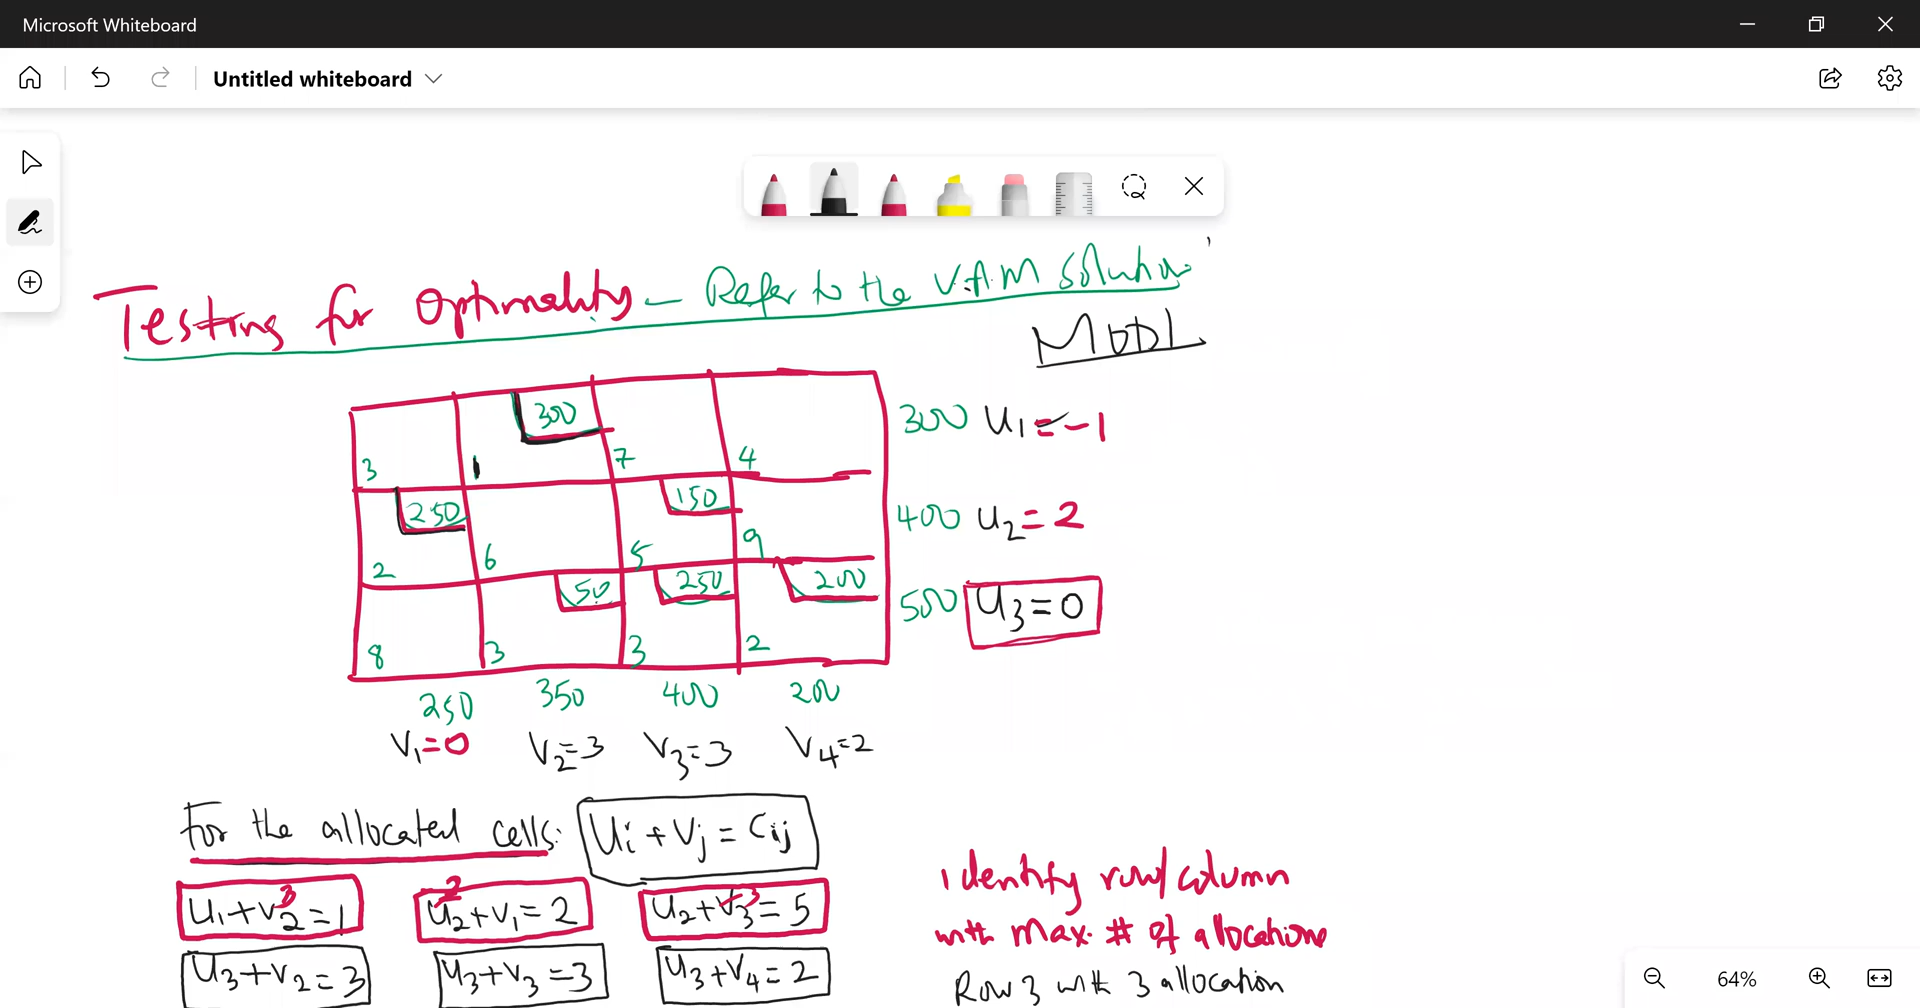 Microsoft Whiteboard
Untitled whiteboard
Testing for Optimality - Refer to the V.A.M Solution
MODI
300
3 1 7 4
300 U1 = -1
250 150
2 6 5 9
400 U2 = 2
50 250 200
8 3 3 2
500 U3 = 0
250 350 400 200
V1 = 0 V2 = 3 V3 = 3 V4 = 2
For the allocated cells: Ui + Vj = Cij
3 2 3
U1 + V2 = 1 U2 + V1 = 2 U2 + V3 = 5
U3 + V2 = 3 U3 + V3 = 3 U3 + V4 = 2
Identify row/column
with max. # of allocations
Row 3 with 3 allocation
64%